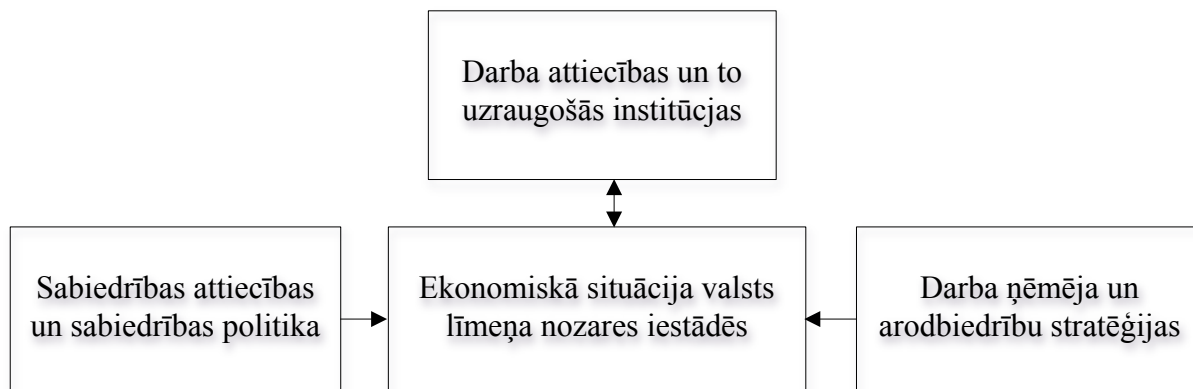 Darba attiecības un to
uzraugošās institūcjas
Sabiedrības attiecības
un sabiedrības politika
Ekonomiskā situācija valsts
līmeņa nozares iestādēs
Darba ņēmēja un
arodbiedrību stratēģijas